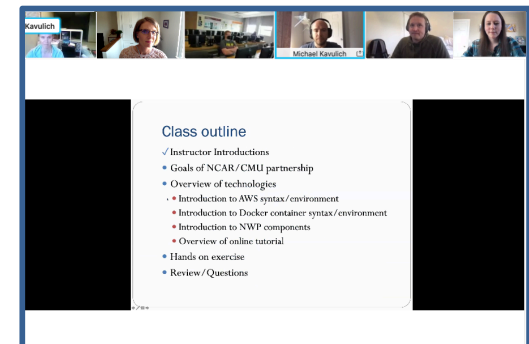 Kavulich
Michael Kavulich
Class outline
✓Instructor Introductions
• Goals of NCAR/CMU partnership
• Overview of technologies
• Introduction to AWS syntax/environment
• Introduction to Docker container syntax/environment
• Introduction to NWP components
• Overview of online tutorial
• Hands on exercise
• Review/Questions